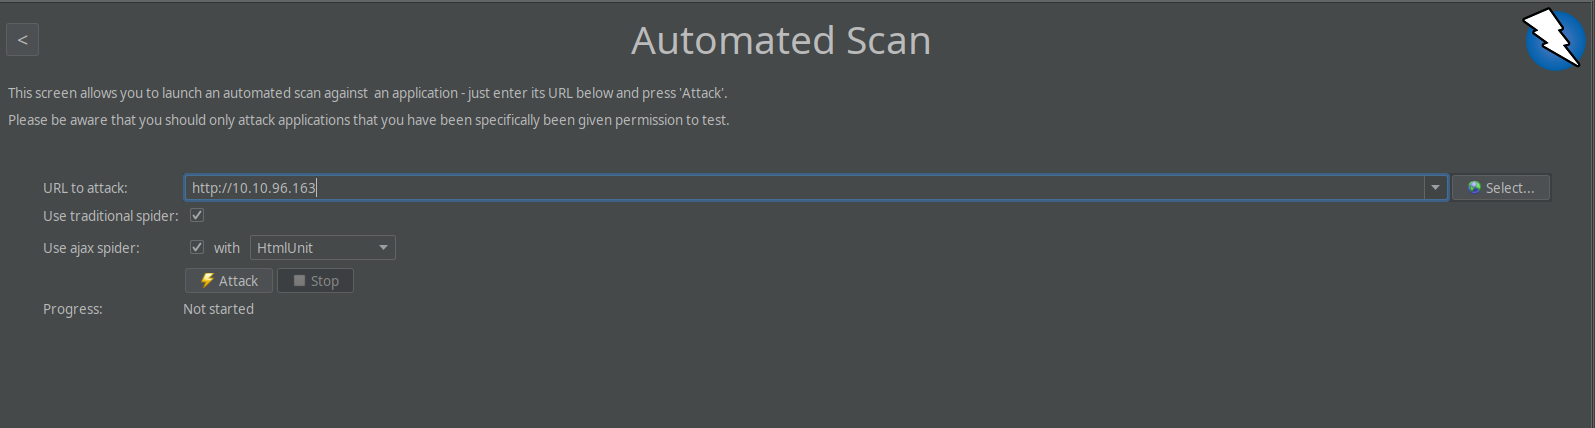 <
Automated Scan
This screen allows you to launch an automated scan against  an application - just enter its URL below and press 'Attack'.
Please be aware that you should only attack applications that you have been specifically been given permission to test.
URL to attack: http://10.10.96.163 Select...
Use traditional spider:
Use ajax spider: with HtmlUnit
Attack Stop
Progress: Not started